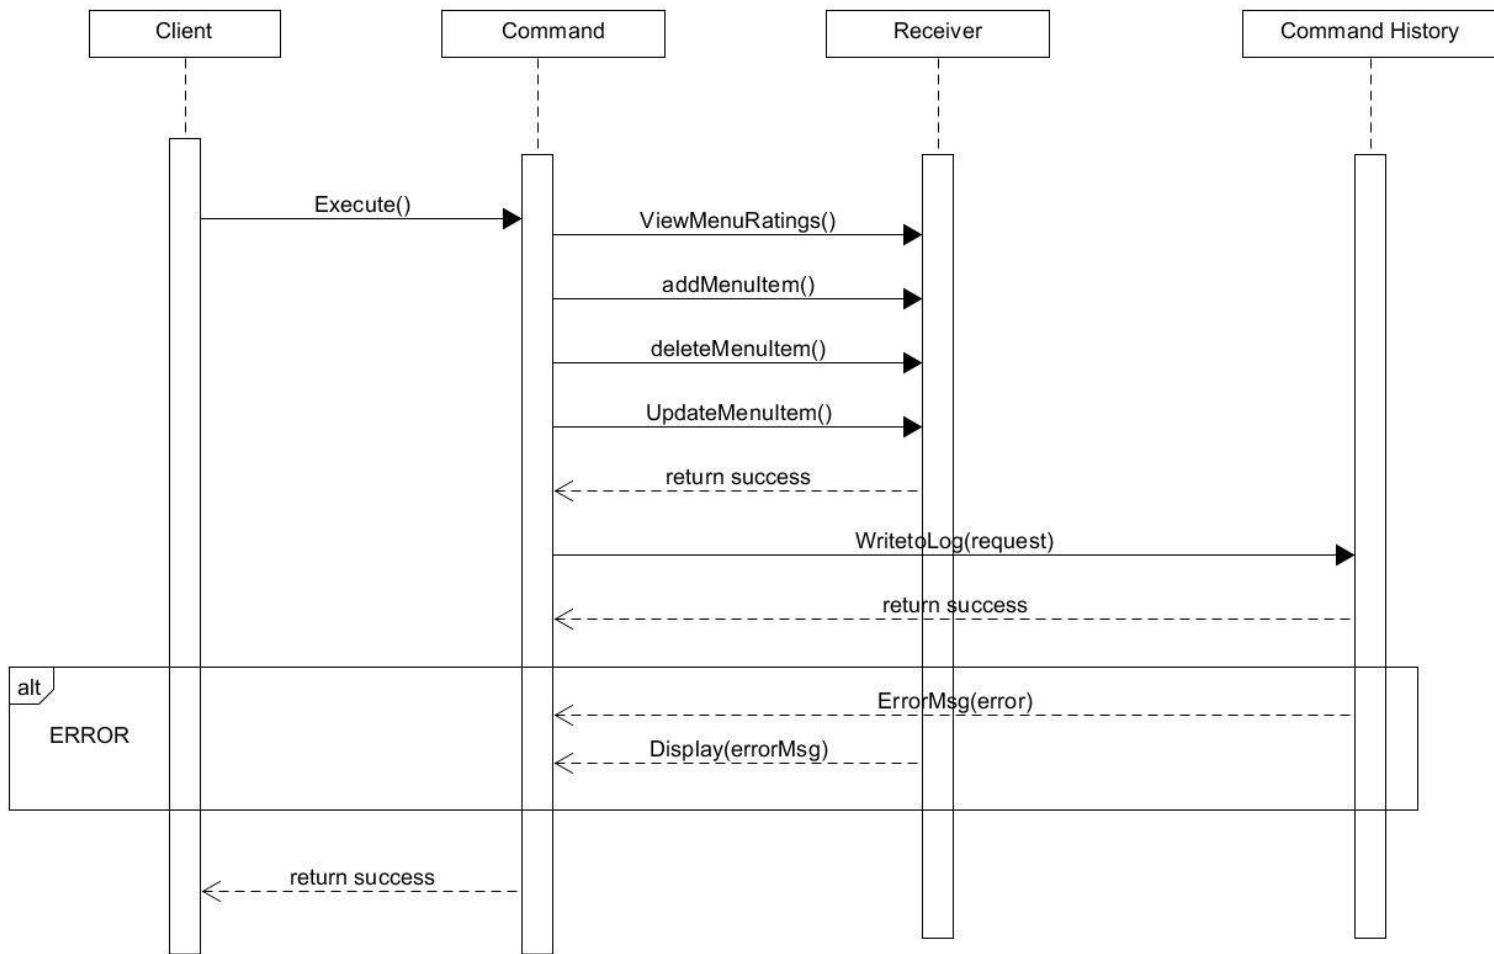 Client
Command
Receiver
Command History
Execute()
ViewMenuRatings()
addMenuItem()
deleteMenuItem()
UpdateMenuItem()
return success
WritetoLog(request)
return success
alt
ErrorMsg(error)
ERROR
Display(errorMsg)
return success